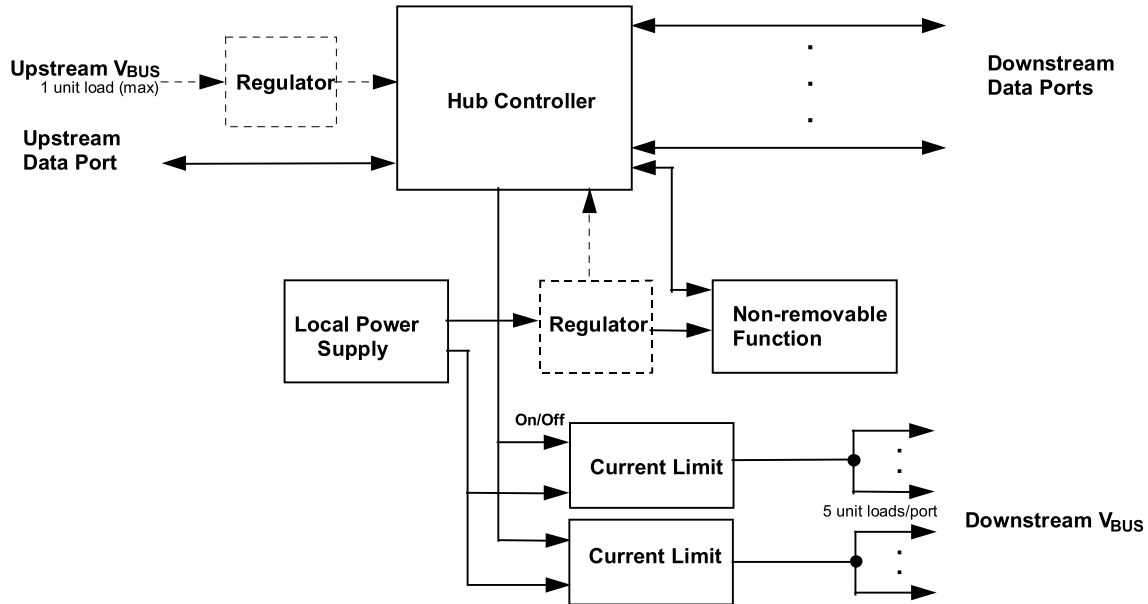 Upstream VBUS
1 unit load (max)
Regulator
Hub Controller
Downstream
Data Ports
Upstream
Data Port
Local Power
Supply
Regulator
Non-removable
Function
On/Off
Current Limit
5 unit loads/port
Downstream VBUS
Current Limit